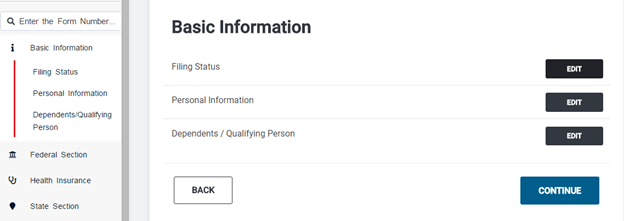 Enter the Form Number...
Basic Information
Filing Status
Personal Information
Dependents/Qualifying
Person
Federal Section
Health Insurance
State Section
Basic Information
Filing Status
EDIT
Personal Information
EDIT
Dependents / Qualifying Person
EDIT
BACK
CONTINUE